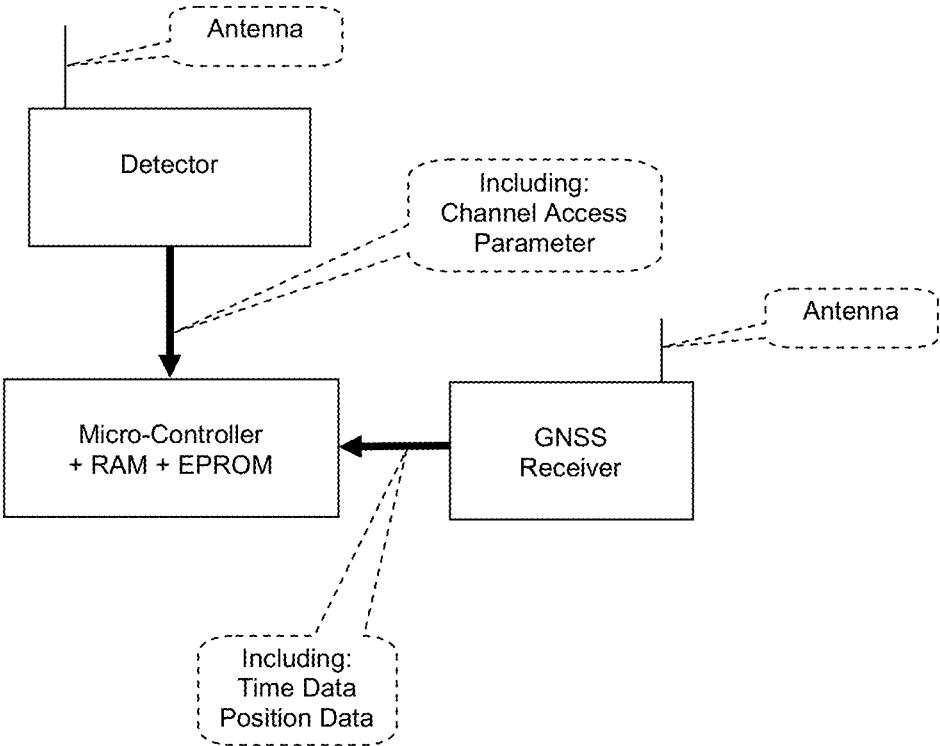 Antenna
Detector
Including:
Channel Access
Parameter
Antenna
Micro-Controller
+ RAM + EPROM
GNSS
Receiver
Including:
Time Data
Position Data